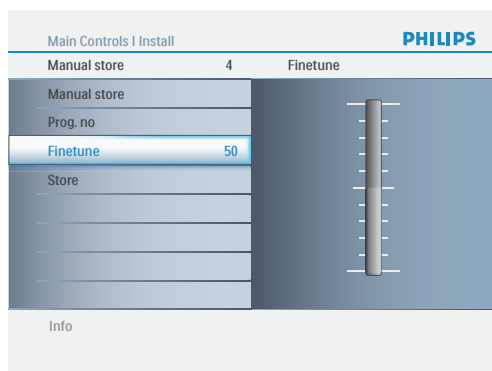 Main Controls I Install
PHILIPS
Manual store 4 Finetune
Manual store
Prog. no
Finetune 50
Store
Info